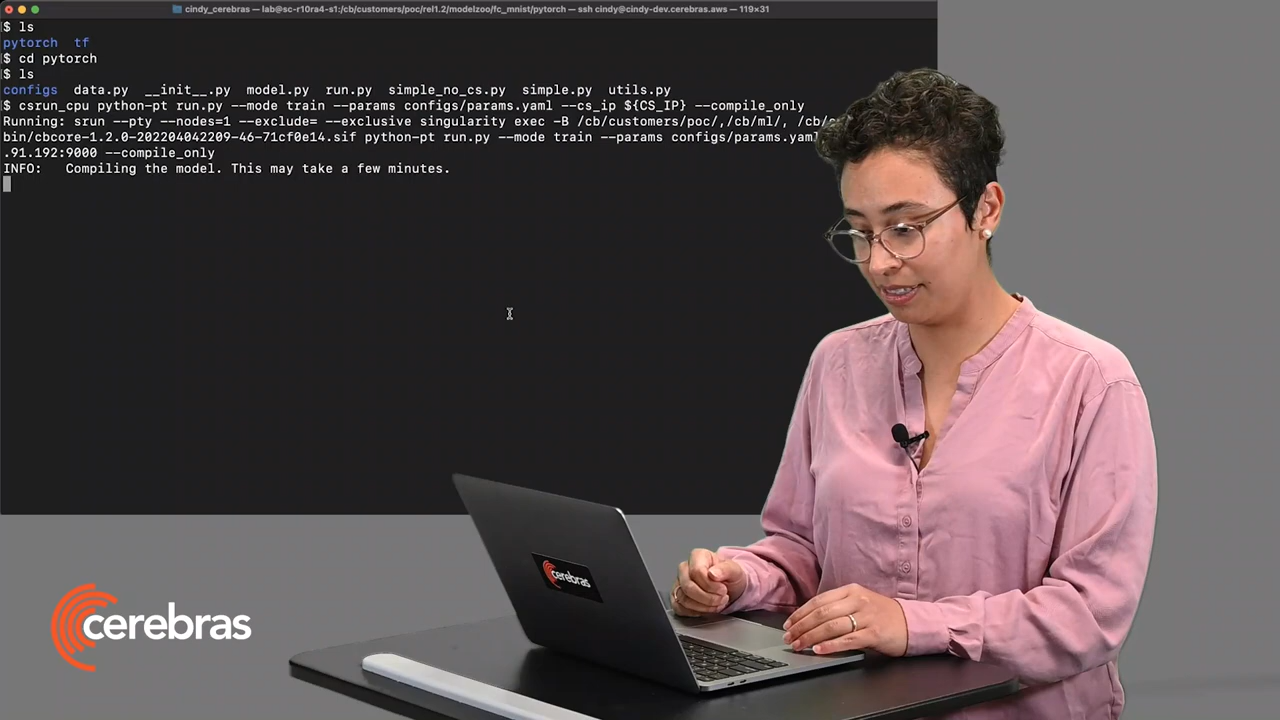 cindy_cerebras — lab@sc-r10ra4-s1:/cb/customers/poc/rel1.2/modelzoo/fc_mnist/pytorch — ssh cindy@cindy-dev.cerebras.aws — 119×31
$ ls
pytorch tf
$ cd pytorch
$ ls
configs data.py __init__.py model.py run.py simple_no_cs.py simple.py utils.py
$ csrun_cpu python-pt run.py --mode train --params configs/params.yaml --cs_ip ${CS_IP} --compile_only
Running: srun --pty --nodes=1 --exclude= --exclusive singularity exec -B /cb/customers/poc/,/cb/ml/, /cb/c
bin/cbcore-1.2.0-202204042209-46-71cf0e14.sif python-pt run.py --mode train --params configs/params.yaml
.91.192:9000 --compile_only
INFO: Compiling the model. This may take a few minutes.
cerebras
cerebras